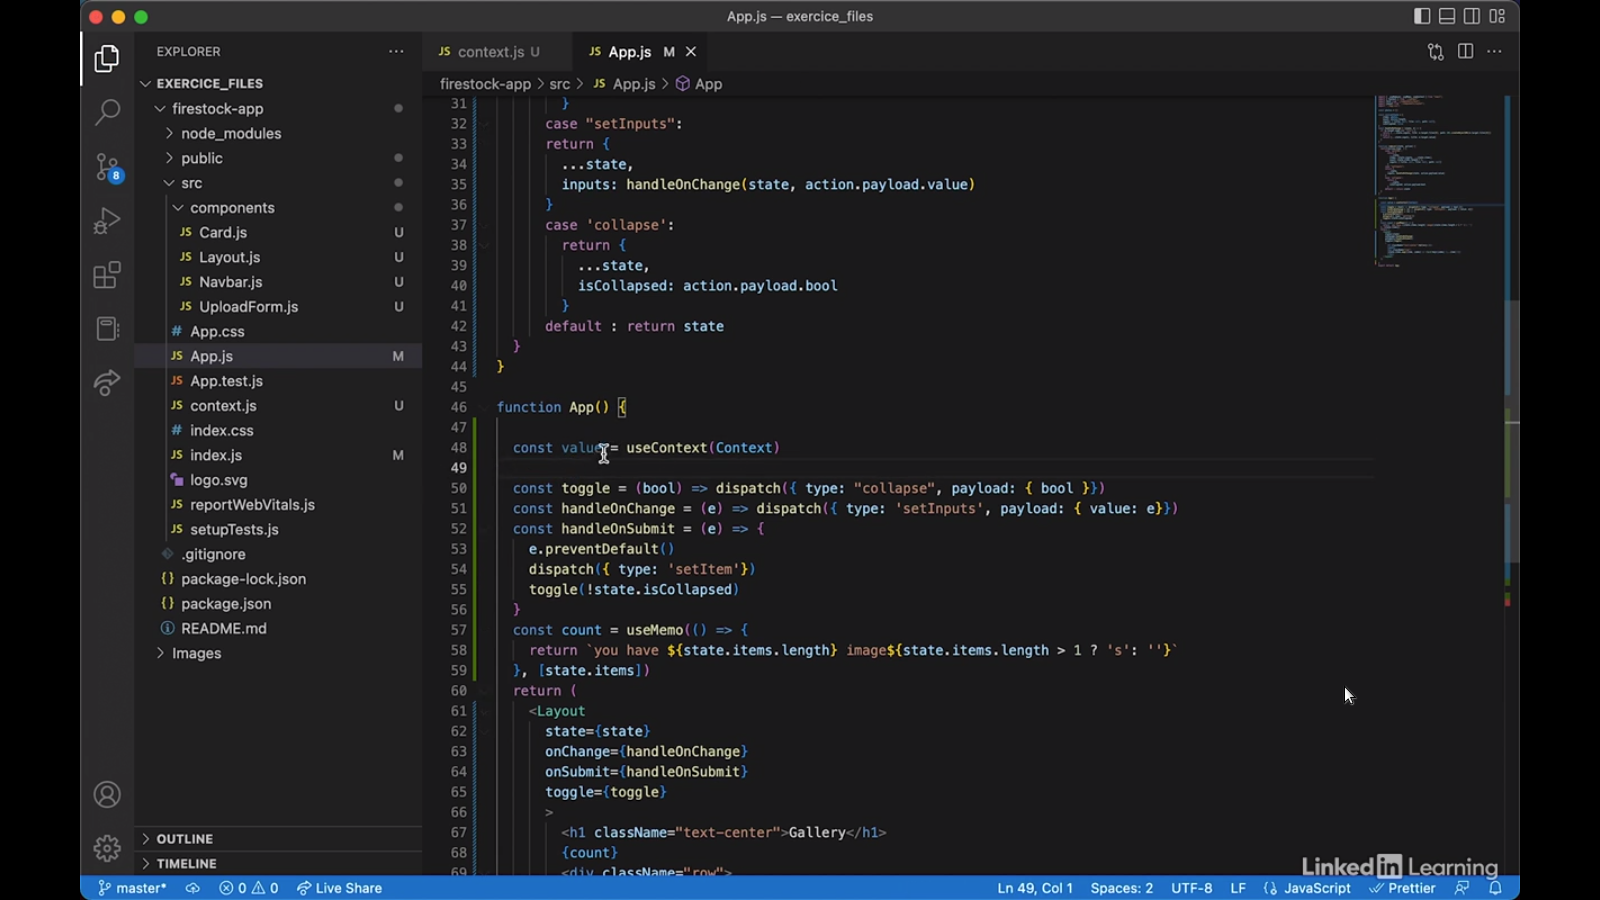 App.js — exercice_files
EXPLORER
JS context.js U
JS App.js M
EXERCICE_FILES
firestock-app > src > JS App.js > App
firestock-app
node_modules
public
src
components
JS Card.js U
JS Layout.js U
JS Navbar.js U
JS UploadForm.js U
# App.css
JS App.js M
JS App.test.js
JS context.js U
# index.css
JS index.js M
logo.svg
JS reportWebVitals.js
JS setupTests.js
.gitignore
{} package-lock.json
{} package.json
README.md
Images
OUTLINE
TIMELINE
8
31 }
32 case "setInputs":
33 return {
34 ...state,
35 inputs: handleOnChange(state, action.payload.value)
36 }
37 case 'collapse':
38 return {
39 ...state,
40 isCollapsed: action.payload.bool
41 }
42 default : return state
43 }
44 }
45
46 function App() {
47
48 const value = useContext(Context)
49
50 const toggle = (bool) => dispatch({ type: "collapse", payload: { bool }})
51 const handleOnChange = (e) => dispatch({ type: 'setInputs', payload: { value: e}})
52 const handleOnSubmit = (e) => {
53 e.preventDefault()
54 dispatch({ type: 'setItem'})
55 toggle(!state.isCollapsed)
56 }
57 const count = useMemo(() => {
58 return `you have ${state.items.length} image${state.items.length > 1 ? 's': ''}`
59 }, [state.items])
60 return (
61 <Layout
62 state={state}
63 onChange={handleOnChange}
64 onSubmit={handleOnSubmit}
65 toggle={toggle}
66 >
67 <h1 className="text-center">Gallery</h1>
68 {count}
69 <div className="row">
LinkedIn Learning
master* 0 0 Live Share
Ln 49, Col 1 Spaces: 2 UTF-8 LF {} JavaScript Prettier